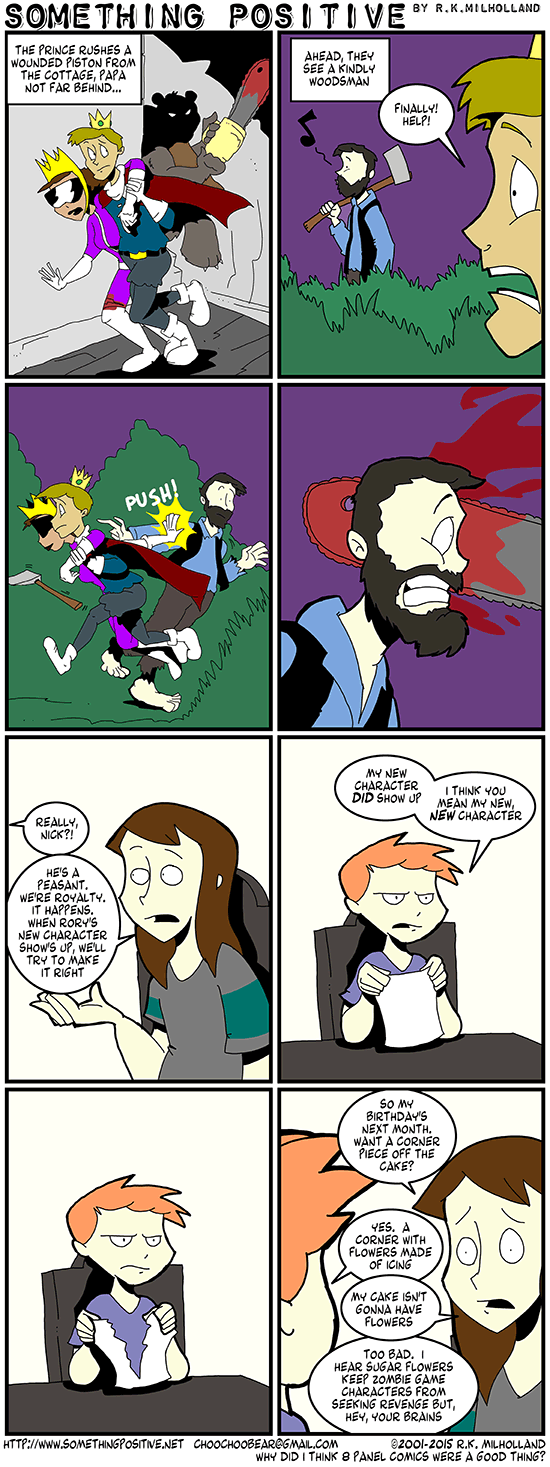 SOMETHING POSITIVE BY R.K.MILHOLLAND
THE PRINCE RUSHES A
WOUNDED PISTON FROM
THE COTTAGE, PAPA
NOT FAR BEHIND...
AHEAD, THEY
SEE A KINDLY
WOODSMAN
FINALLY!
HELP!
PUSH!
REALLY,
NICK?!
HE'S A
PEASANT.
WE'RE ROYALTY.
IT HAPPENS.
WHEN RORY'S
NEW CHARACTER
SHOW'S UP, WE'LL
TRY TO MAKE
IT RIGHT
MY NEW
CHARACTER
DID SHOW UP
I THINK YOU
MEAN MY NEW,
NEW CHARACTER
SO MY
BIRTHDAY'S
NEXT MONTH.
WANT A CORNER
PIECE OFF THE
CAKE?
YES. A
CORNER WITH
FLOWERS MADE
OF ICING
MY CAKE ISN'T
GONNA HAVE
FLOWERS
TOO BAD. I
HEAR SUGAR FLOWERS
KEEP ZOMBIE GAME
CHARACTERS FROM
SEEKING REVENGE BUT,
HEY, YOUR BRAINS
HTTP://WWW.SOMETHINGPOSITIVE.NET CHOOCHOOBEAR@GMAIL.COM ©2001-2015 R.K. MILHOLLAND
WHY DID I THINK 8 PANEL COMICS WERE A GOOD THING?